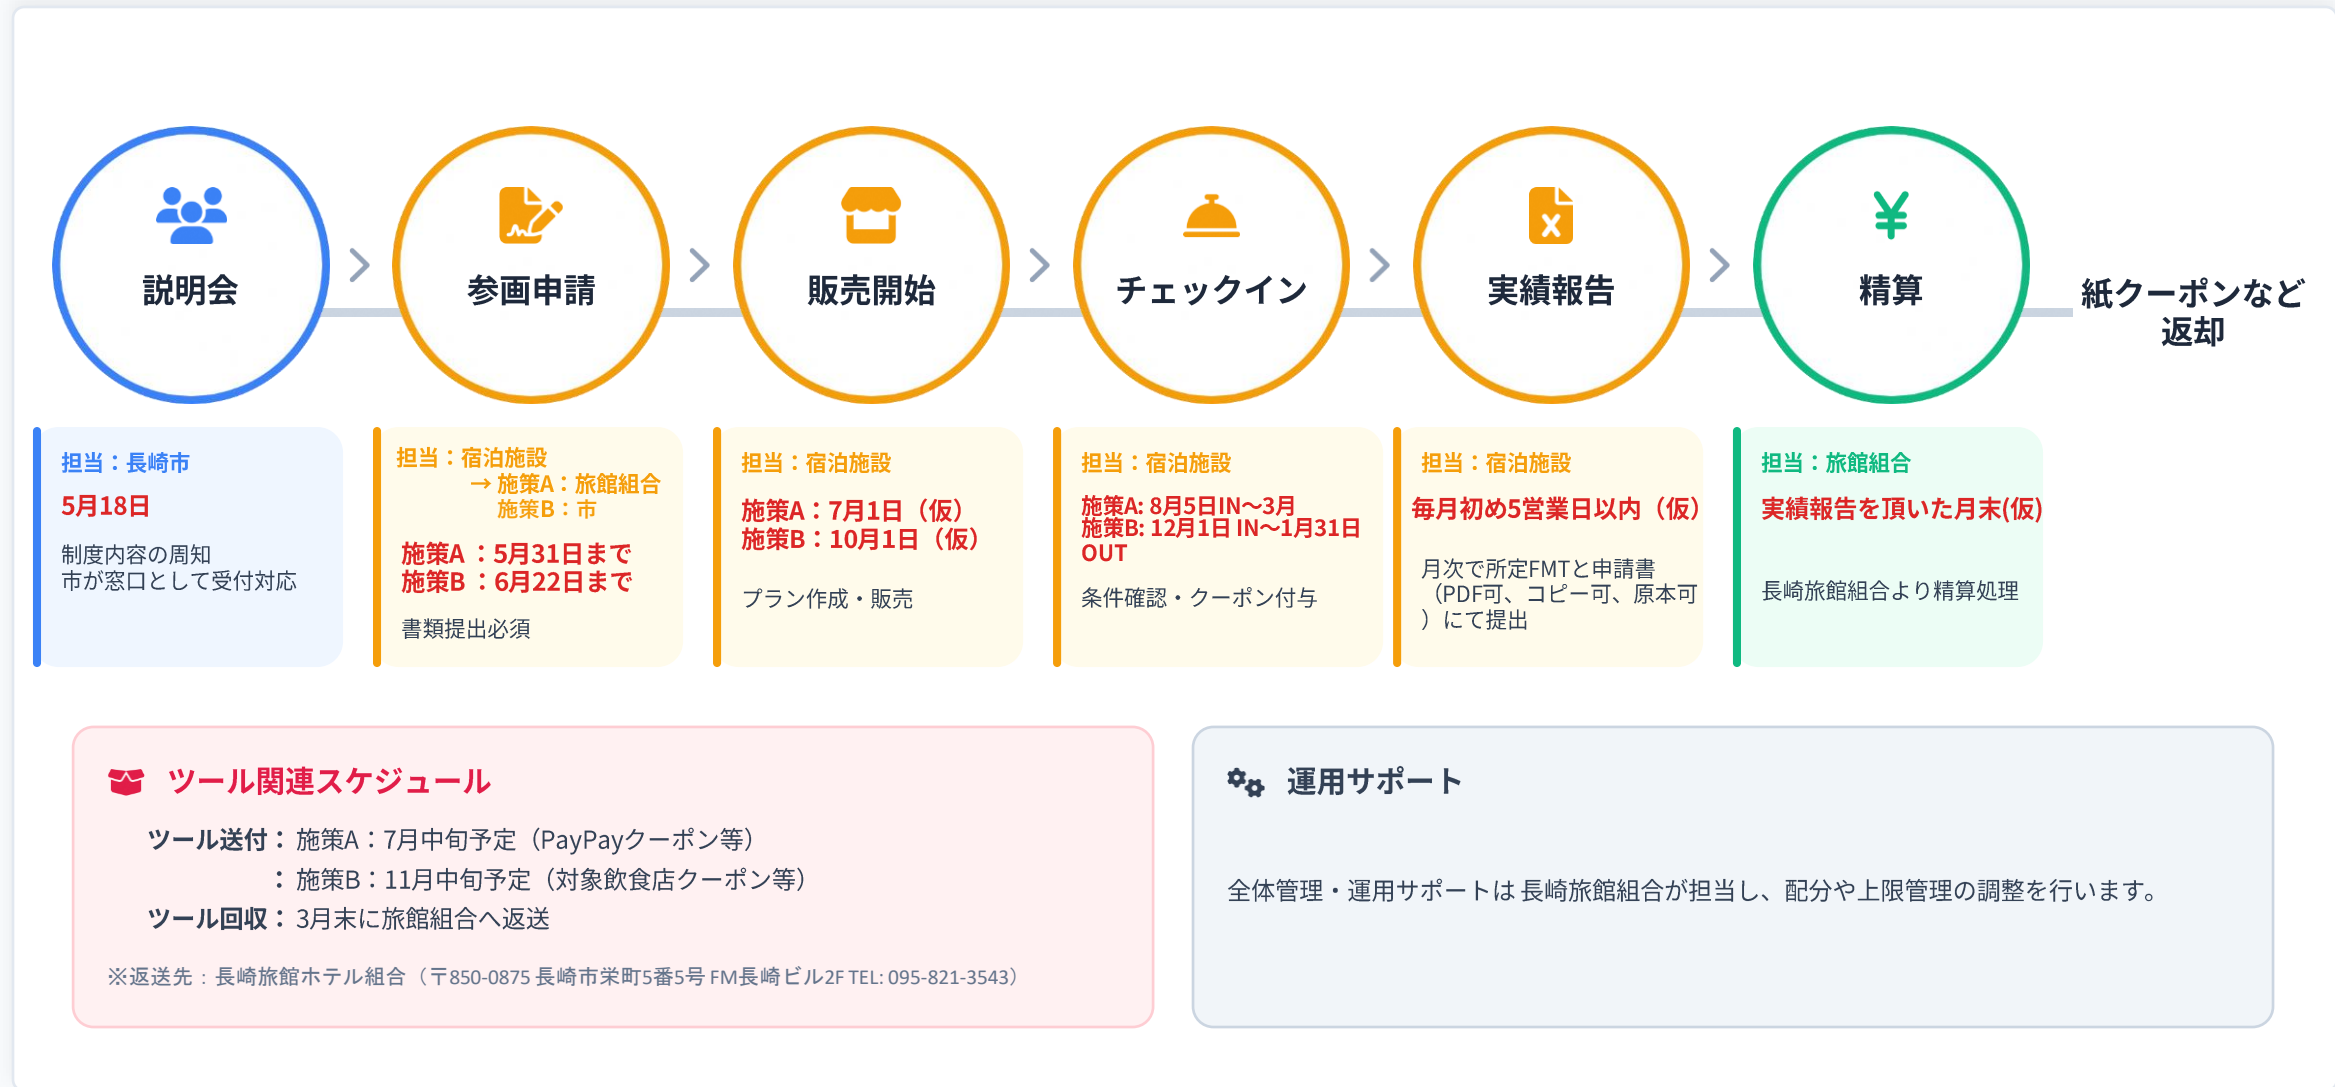 説明会
参画申請
販売開始
チェックイン
実績報告
精算
紙クーポンなど
返却
担当：長崎市
5月18日
制度内容の周知
市が窓口として受付対応
担当：宿泊施設
→ 施策A：旅館組合
施策B：市
施策A ：5月31日まで
施策B ：6月22日まで
書類提出必須
担当：宿泊施設
施策A：7月1日（仮）
施策B：10月1日（仮）
プラン作成・販売
担当：宿泊施設
施策A: 8月5日IN～3月
施策B: 12月1日 IN～1月31日
OUT
条件確認・クーポン付与
担当：宿泊施設
毎月初め5営業日以内（仮）
月次で所定FMTと申請書
（PDF可、コピー可、原本可
）にて提出
担当：旅館組合
実績報告を頂いた月末(仮)
長崎旅館組合より精算処理
ツール関連スケジュール
ツール送付： 施策A：7月中旬予定（PayPayクーポン等）
： 施策B：11月中旬予定（対象飲食店クーポン等）
ツール回収： 3月末に旅館組合へ返送
※返送先：長崎旅館ホテル組合（〒850-0875 長崎市栄町5番5号 FM長崎ビル2F TEL: 095-821-3543）
運用サポート
全体管理・運用サポートは 長崎旅館組合が担当し、配分や上限管理の調整を行います。